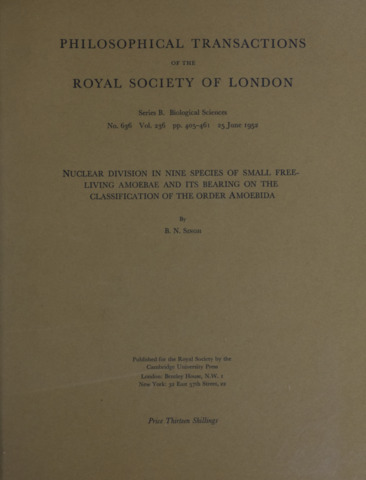 PHILOSOPHICAL TRANSACTIONS
OF THE
ROYAL SOCIETY OF LONDON
Series B. Biological Sciences
No. 636 Vol. 236 pp. 405-461 23 June 1952
NUCLEAR DIVISION IN NINE SPECIES OF SMALL FREE-
LIVING AMOEBAE AND ITS BEARING ON THE
CLASSIFICATION OF THE ORDER AMOEBIDA
BY
B. N. SINGH
Published for the Royal Society by the
Cambridge University Press
London: Bentley House, N.W. 1
New York: 32 East 57th Street, 22
Price Thirteen Shillings